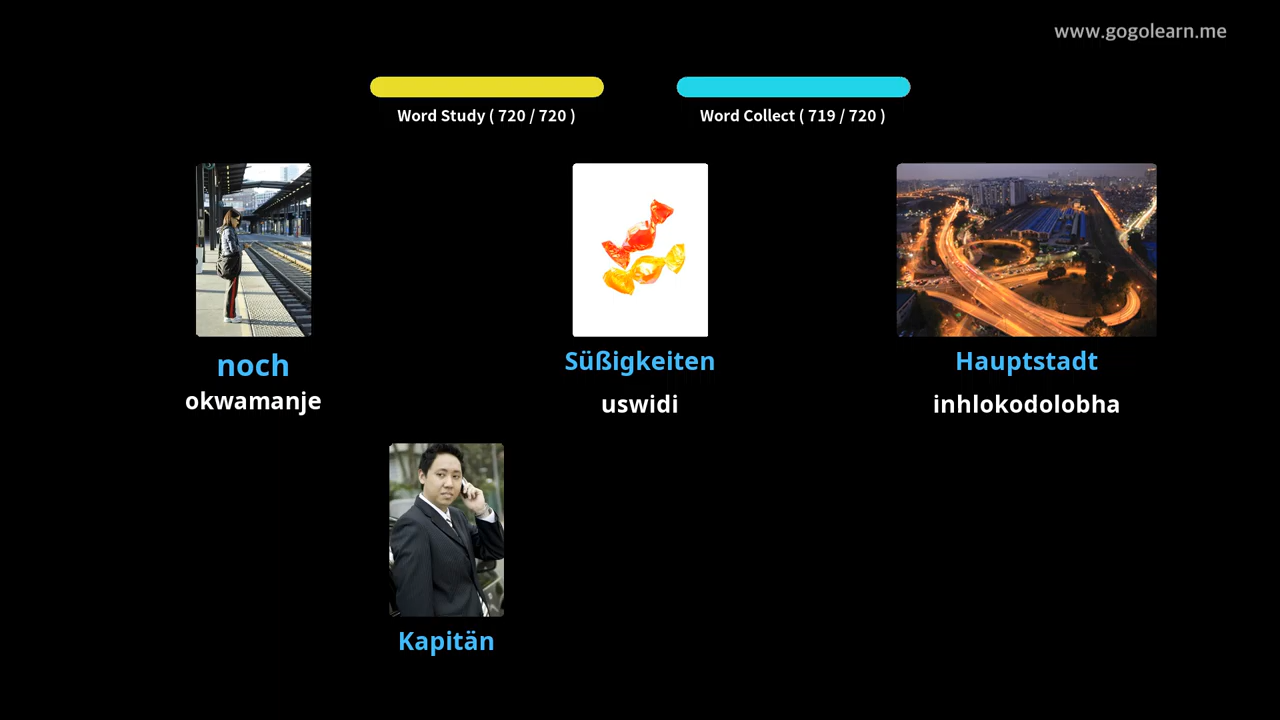 www.gogolearn.me
Word Study ( 720 / 720 )
Word Collect ( 719 / 720 )
noch
okwamanje
Süßigkeiten
uswidi
Hauptstadt
inhlokodolobha
Kapitän